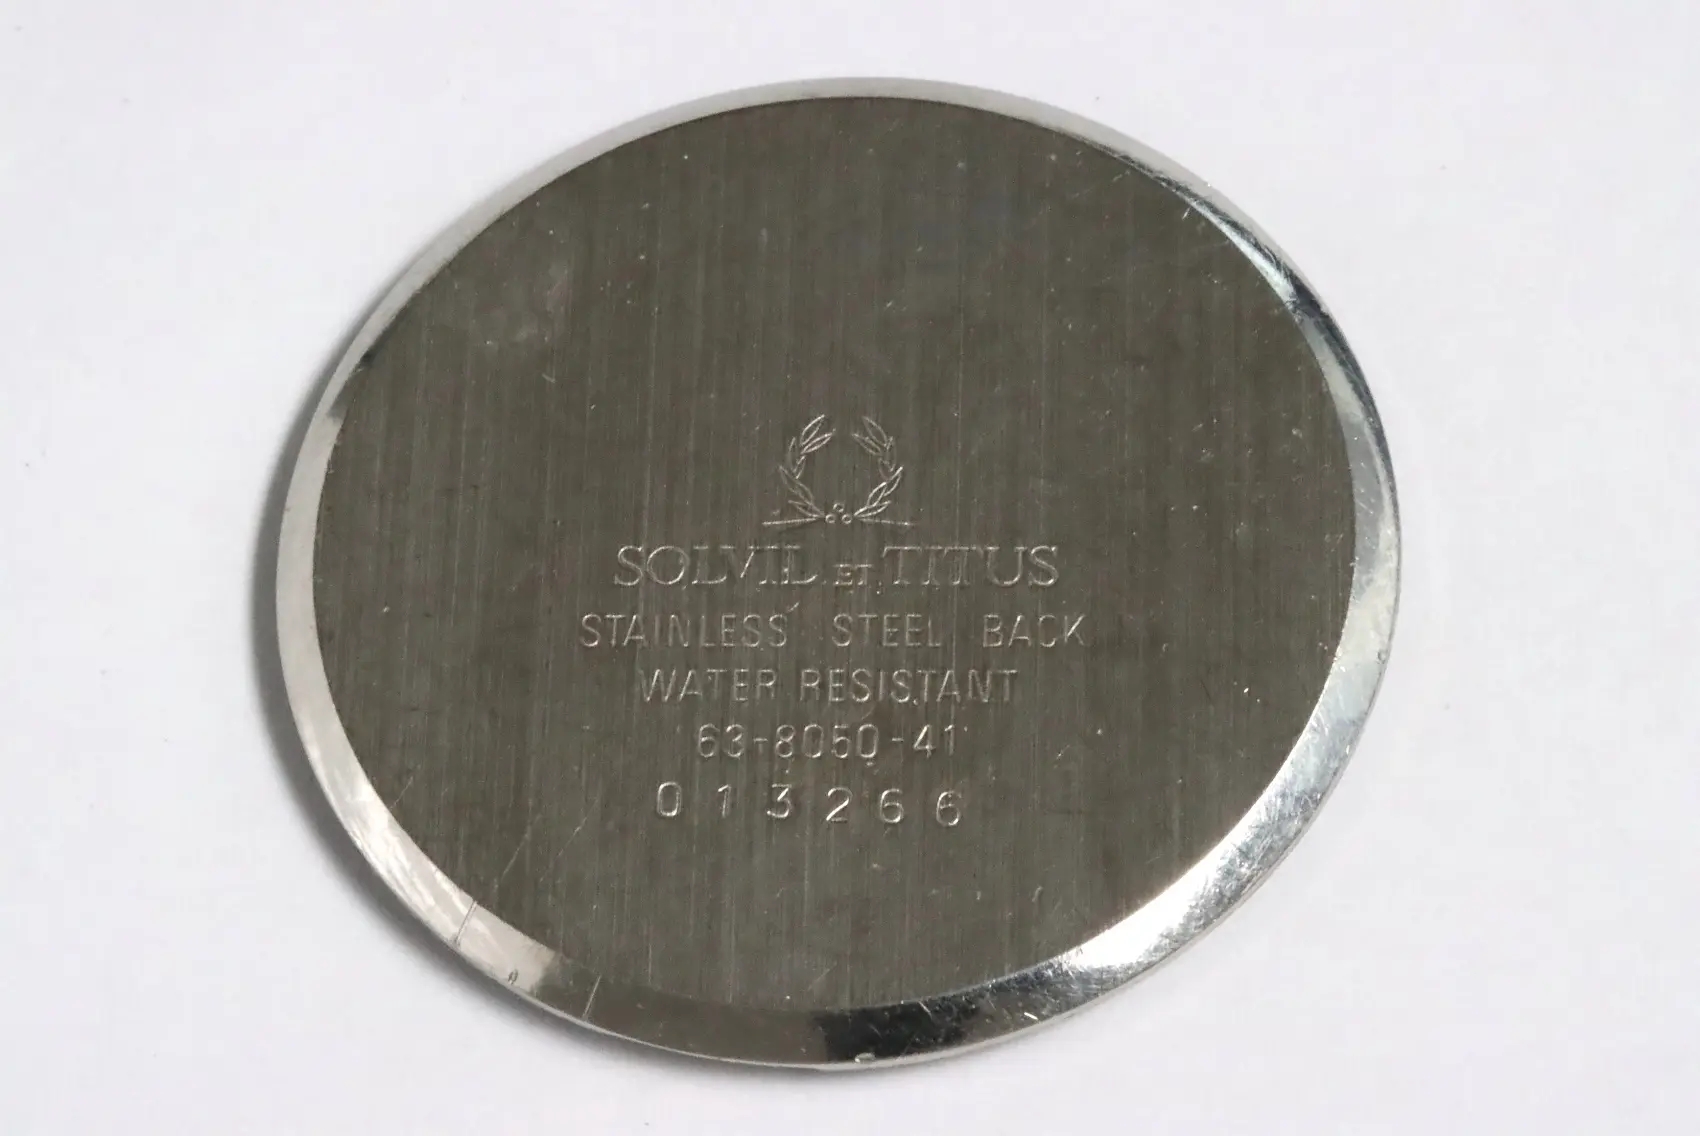 SOLVIL ET TITUS
STAINLESS STEEL BACK
WATER RESISTANT
63-8050-41
013266